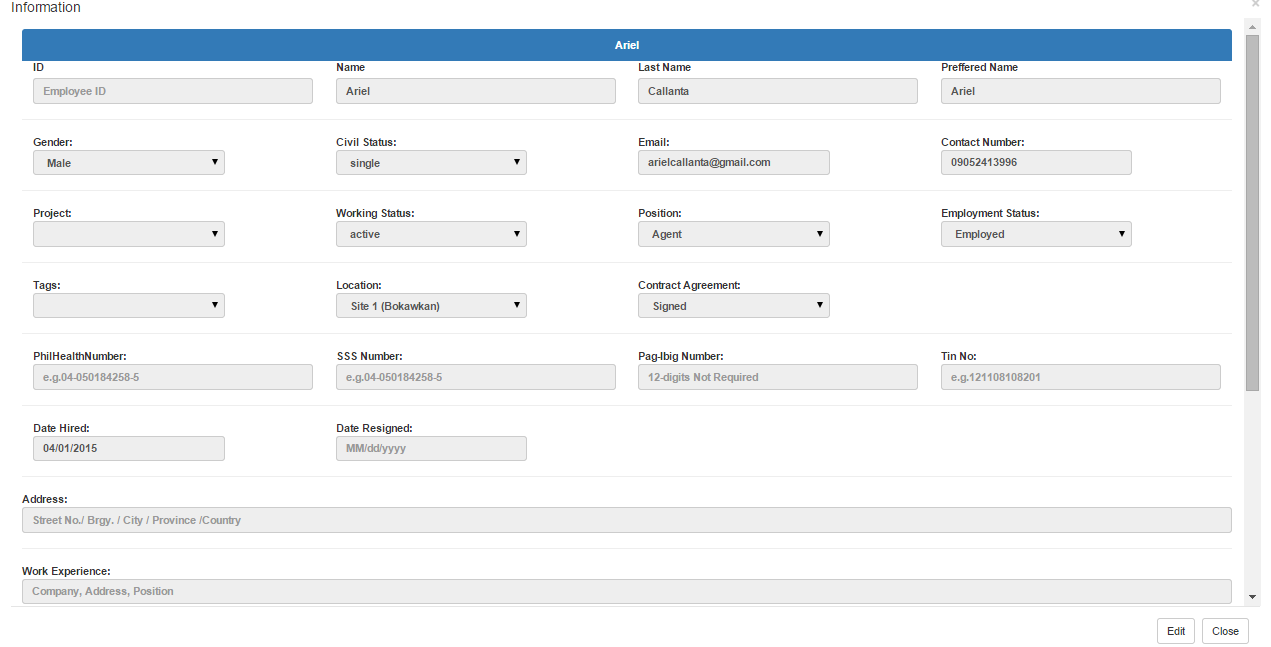 Information
×
Ariel
ID Name Last Name Preffered Name
Employee ID Ariel Callanta Ariel
Gender: Civil Status: Email: Contact Number:
Male single arielcallanta@gmail.com 09052413996
Project: Working Status: Position: Employment Status:
active Agent Employed
Tags: Location: Contract Agreement:
Site 1 (Bokawkan) Signed
PhilHealthNumber: SSS Number: Pag-Ibig Number: Tin No:
e.g.04-050184258-5 e.g.04-050184258-5 12-digits Not Required e.g.121108108201
Date Hired: Date Resigned:
04/01/2015 MM/dd/yyyy
Address:
Street No./ Brgy. / City / Province /Country
Work Experience:
Company, Address, Position
Edit Close